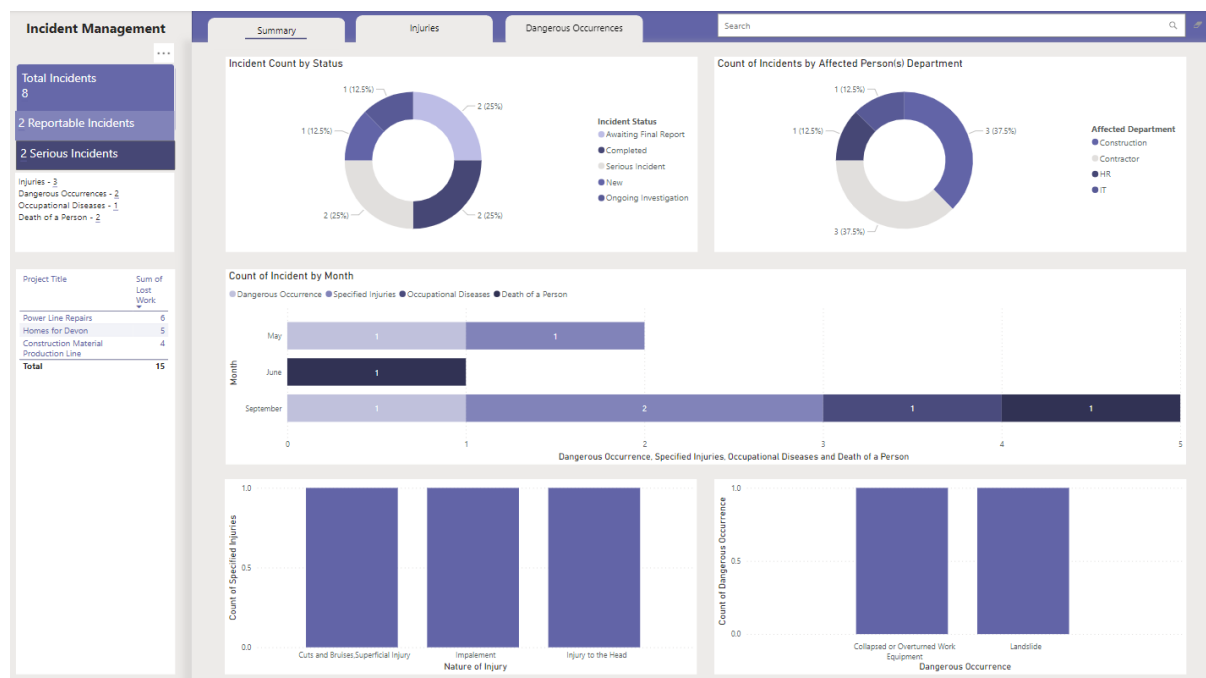 Incident Management
Summary
Injuries
Dangerous Occurrences
Search
...
Total Incidents
8
2 Reportable Incidents
2 Serious Incidents
Injuries - 3
Dangerous Occurrences - 2
Occupational Diseases - 1
Death of a Person - 2
Project Title Sum of
Lost
Work
Power Line Repairs 6
Homes for Devon 5
Construction Material 4
Production Line
Total 15
Incident Count by Status
1 (12.5%)
2 (25%)
1 (12.5%)
2 (25%)
2 (25%)
Incident Status
Awaiting Final Report
Completed
Serious Incident
New
Ongoing Investigation
Count of Incidents by Affected Person(s) Department
1 (12.5%)
1 (12.5%)
3 (37.5%)
3 (37.5%)
Affected Department
Construction
Contractor
HR
IT
Count of Incident by Month
Dangerous Occurrence Specified Injuries Occupational Diseases Death of a Person
Month
May 1 1
June 1
September 1 2 1 1
0 1 2 3 4 5
Dangerous Occurrence, Specified Injuries, Occupational Diseases and Death of a Person
Count of Specified Injuries
1.0
0.5
0.0
Cuts and Bruises,Superficial Injury Impalement Injury to the Head
Nature of Injury
Count of Dangerous Occurrence
1.0
0.5
0.0
Collapsed or Overturned Work Landslide
Equipment
Dangerous Occurrence